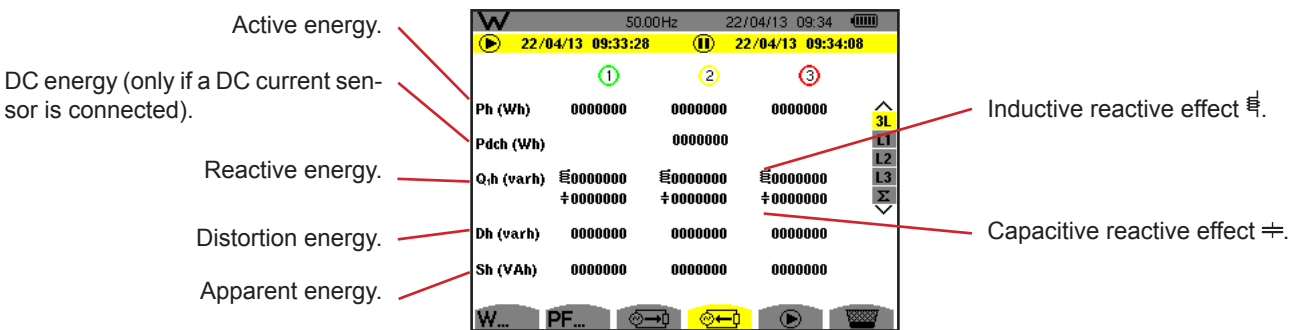 Active energy.
DC energy (only if a DC current sen-
sor is connected).
Reactive energy.
Distortion energy.
Apparent energy.
W 50.00Hz 22/04/13 09:34
22/04/13 09:33:28 22/04/13 09:34:08
1 2 3
Ph (Wh) 0000000 0000000 0000000
Pdch (Wh) 0000000
Q₁h (varh) 0000000 0000000 0000000
0000000 0000000 0000000
Dh (varh) 0000000 0000000 0000000
Sh (VAh) 0000000 0000000 0000000
3L
L1
L2
L3
Σ
W... PF...
Inductive reactive effect .
Capacitive reactive effect .